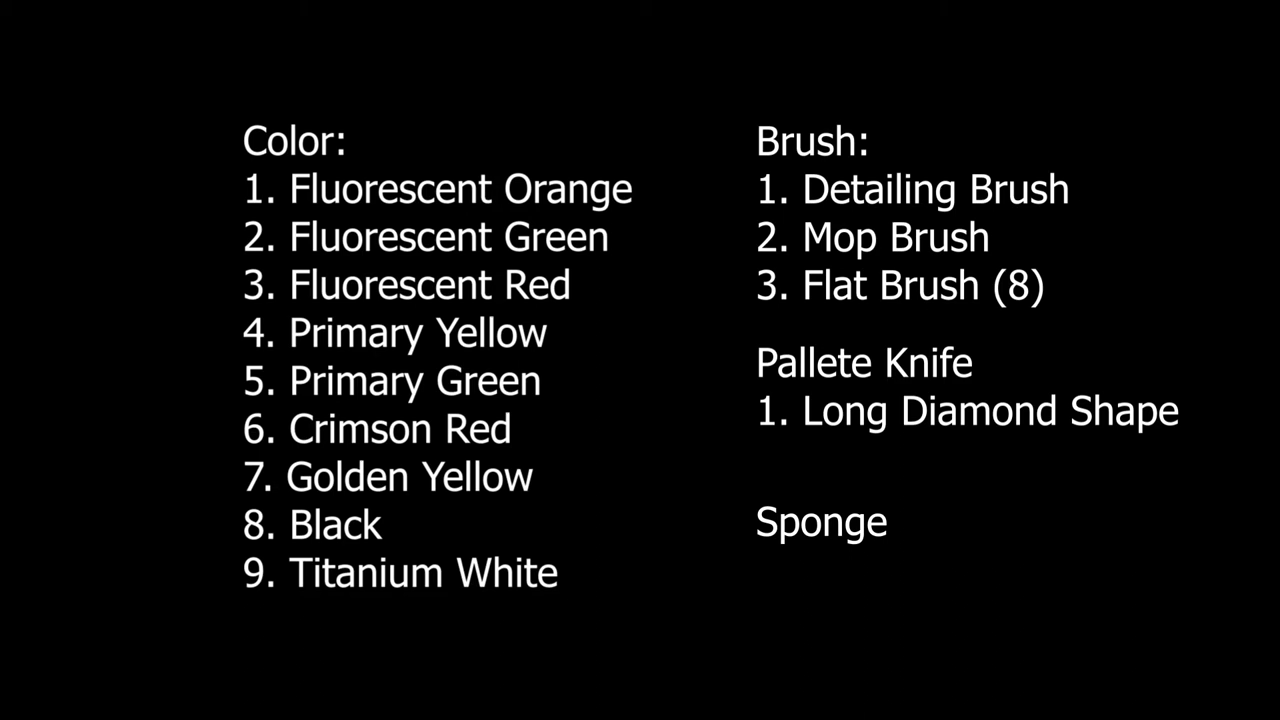 Color:
1. Fluorescent Orange
2. Fluorescent Green
3. Fluorescent Red
4. Primary Yellow
5. Primary Green
6. Crimson Red
7. Golden Yellow
8. Black
9. Titanium White
Brush:
1. Detailing Brush
2. Mop Brush
3. Flat Brush (8)
Pallete Knife
1. Long Diamond Shape
Sponge